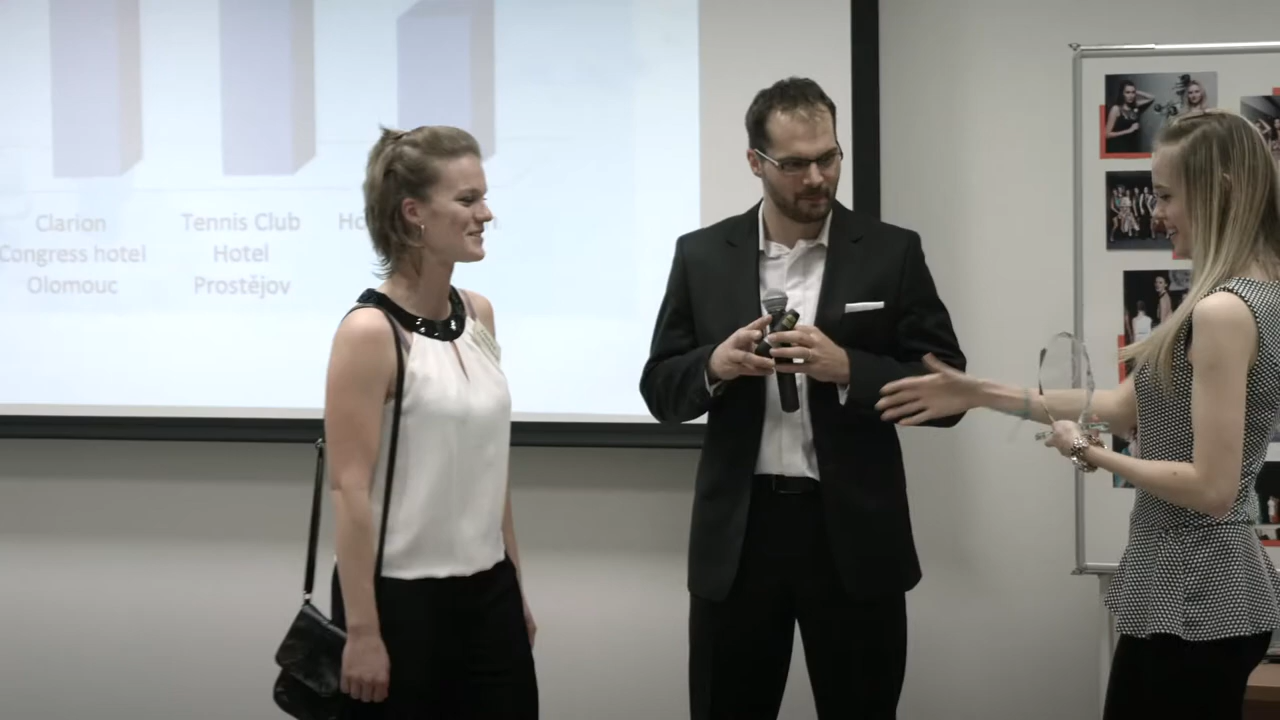 Clarion
Congress hotel
Olomouc
Tennis Club
Hotel
Prostějov